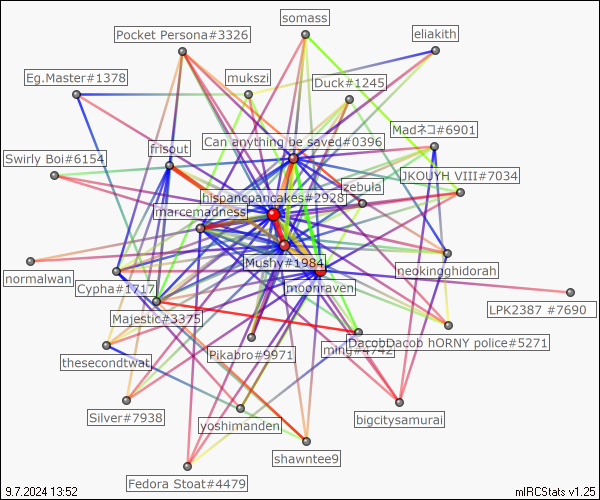 somass
Pocket Persona#3326
eliakith
Eg.Master#1378
mukszi
Duck#1245
Madネコ#6901
Can anything be saved#0396
frisout
Swirly Boi#6154
JKOUYH VIII#7034
zebula
hispancpancakes#2928
marcemadness
Mushy#1984
neokingghidorah
normalwan
Cypha#1717
moonraven
LPK2387 #7690
Majestic#3375
DacobDacob hORNY police#5271
ming#4742
Pikabro#9971
thesecondtwat
Silver#7938
yoshimanden
bigcitysamurai
shawntee9
Fedora Stoat#4479
9.7.2024 13:52
mIRCStats v1.25